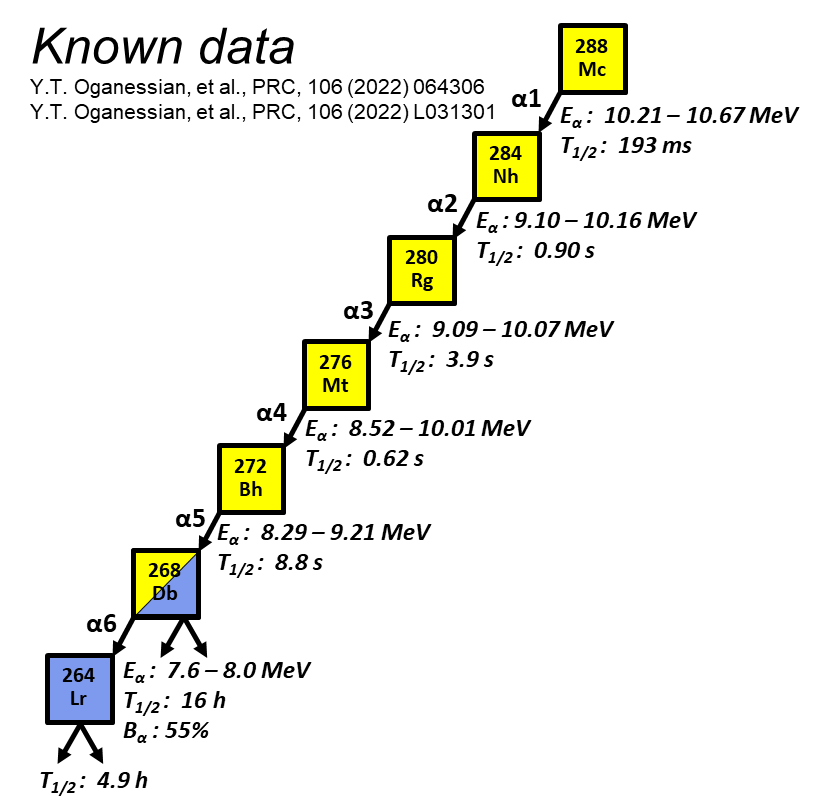 Known data
Y.T. Oganessian, et al., PRC, 106 (2022) 064306
Y.T. Oganessian, et al., PRC, 106 (2022) L031301
288
Mc
α1
Eα : 10.21 – 10.67 MeV
T1/2 : 193 ms
284
Nh
α2
Eα : 9.10 – 10.16 MeV
T1/2 : 0.90 s
280
Rg
α3
Eα : 9.09 – 10.07 MeV
T1/2 : 3.9 s
276
Mt
α4
Eα : 8.52 – 10.01 MeV
T1/2 : 0.62 s
272
Bh
α5
Eα : 8.29 – 9.21 MeV
T1/2 : 8.8 s
268
Db
α6
Eα : 7.6 – 8.0 MeV
T1/2 : 16 h
Bα : 55%
264
Lr
T1/2 : 4.9 h